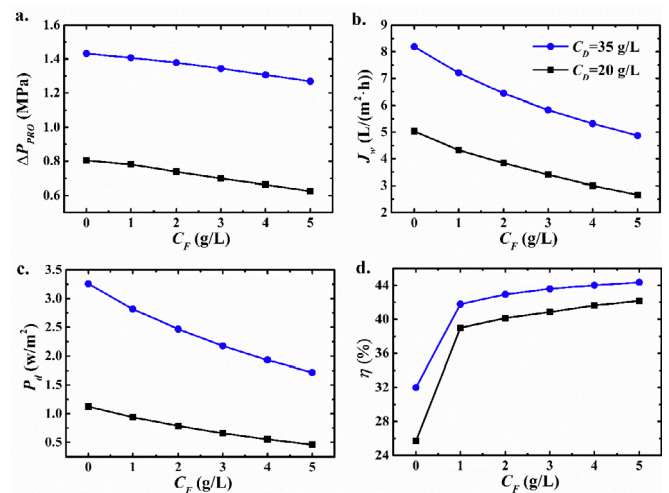 a.
1.6
1.4
1.2
1.0
0.8
0.6
ΔP_PRO (MPa)
0 1 2 3 4 5
C_F (g/L)
b.
9
8
7
6
5
4
3
2
J_w (L/(m²·h))
C_D=35 g/L
C_D=20 g/L
0 1 2 3 4 5
C_F (g/L)
c.
3.5
3.0
2.5
2.0
1.5
1.0
0.5
P_d (w/m²)
0 1 2 3 4 5
C_F (g/L)
d.
44
40
36
32
28
24
η (%)
0 1 2 3 4 5
C_F (g/L)